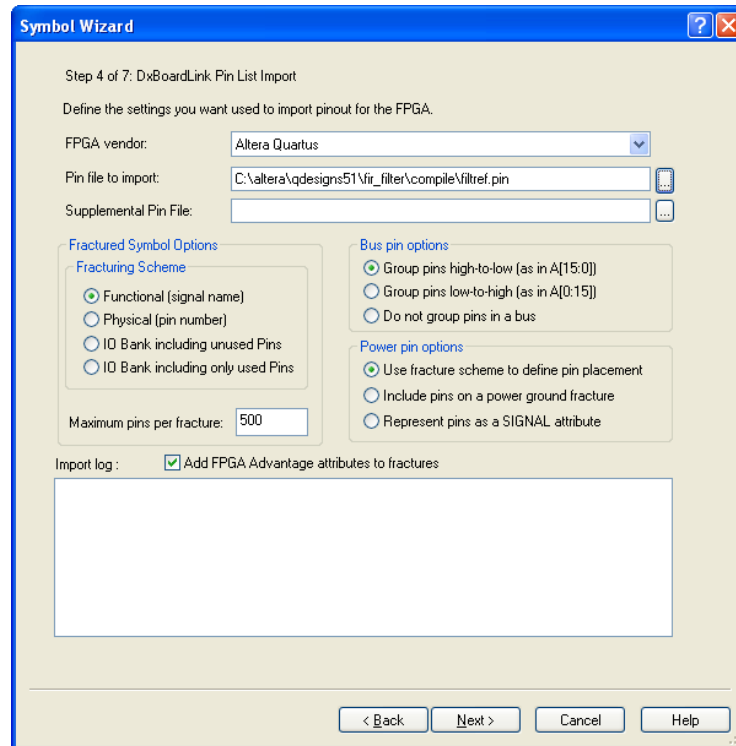 Symbol Wizard
Step 4 of 7: DxBoardLink Pin List Import
Define the settings you want used to import pinout for the FPGA.
FPGA vendor: Altera Quartus
Pin file to import: C:\altera\qdesigns51\fir_filter\compile\filtref.pin ...
Supplemental Pin File: ...
Fractured Symbol Options
Fracturing Scheme
Functional (signal name)
Physical (pin number)
IO Bank including unused Pins
IO Bank including only used Pins
Maximum pins per fracture: 500
Bus pin options
Group pins high-to-low (as in A[15:0])
Group pins low-to-high (as in A[0:15])
Do not group pins in a bus
Power pin options
Use fracture scheme to define pin placement
Include pins on a power ground fracture
Represent pins as a SIGNAL attribute
Import log : Add FPGA Advantage attributes to fractures
< Back Next > Cancel Help